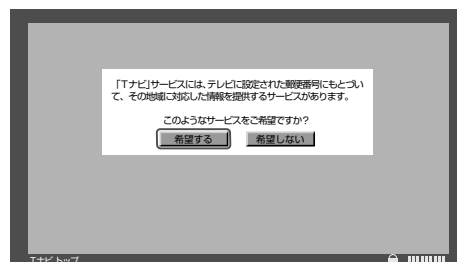 「Tナビ」サービスには、テレビに設定された郵便番号にもとづい
て、その地域に対応した情報を提供するサービスがあります。
このようなサービスをご希望ですか?
希望する 希望しない
Tナビトップ